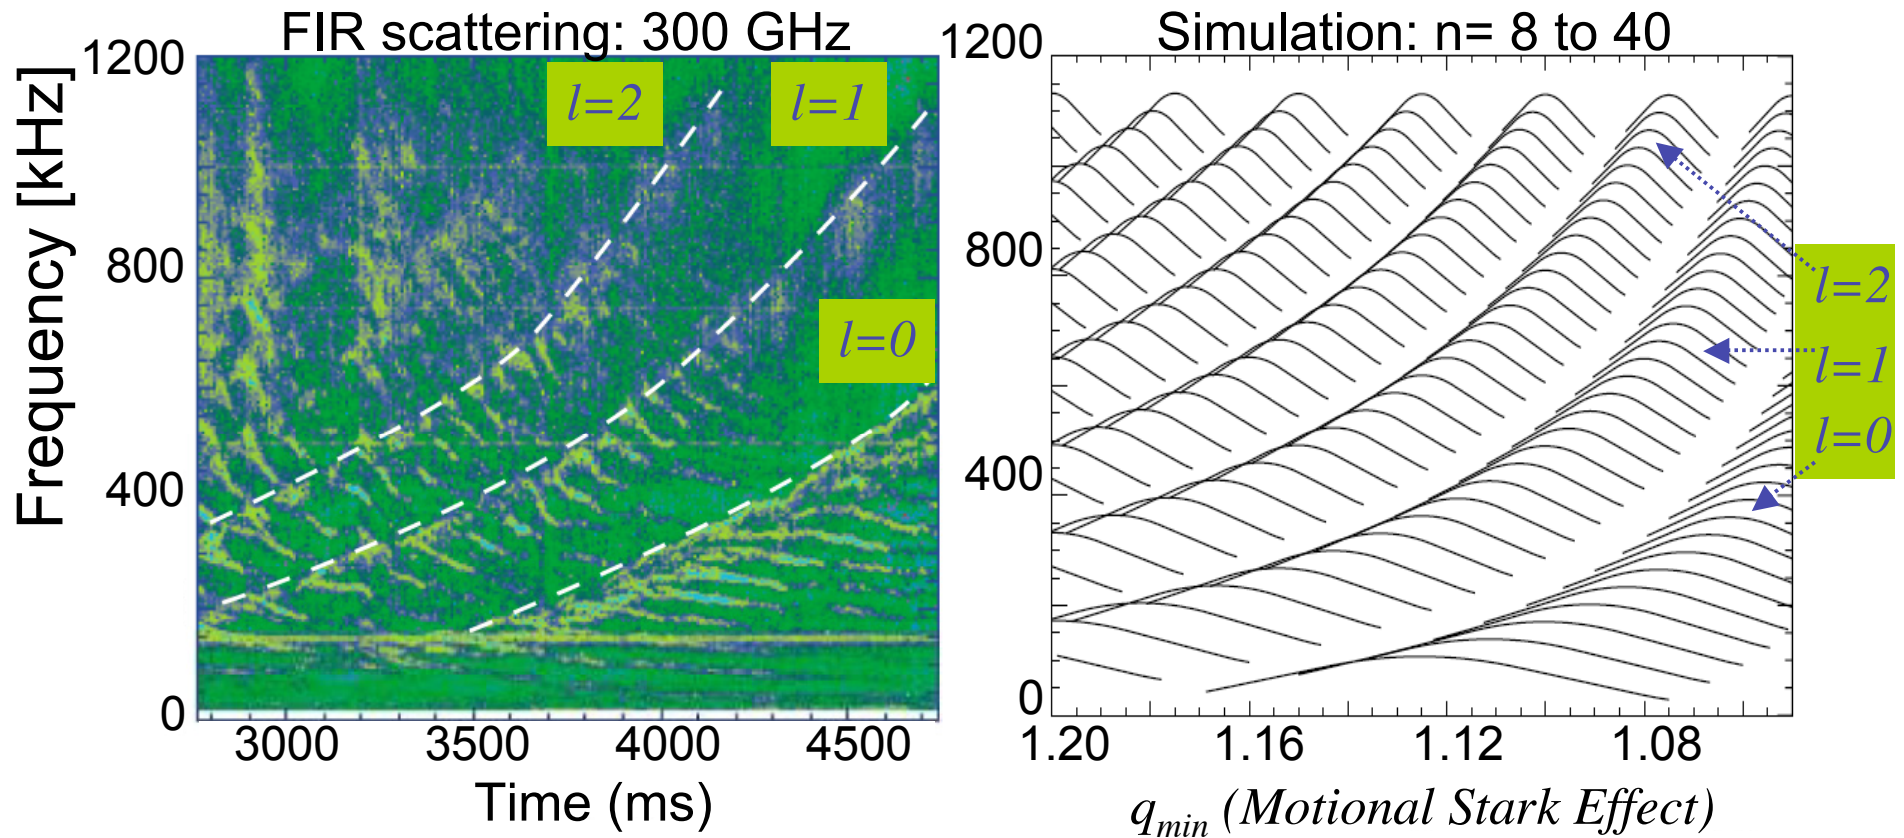 FIR scattering: 300 GHz
Frequency [kHz]
1200
800
400
0
l=2
l=1
l=0
3000 3500 4000 4500
Time (ms)
Simulation: n= 8 to 40
1200
800
400
0
l=2
l=1
l=0
1.20 1.16 1.12 1.08
qmin (Motional Stark Effect)